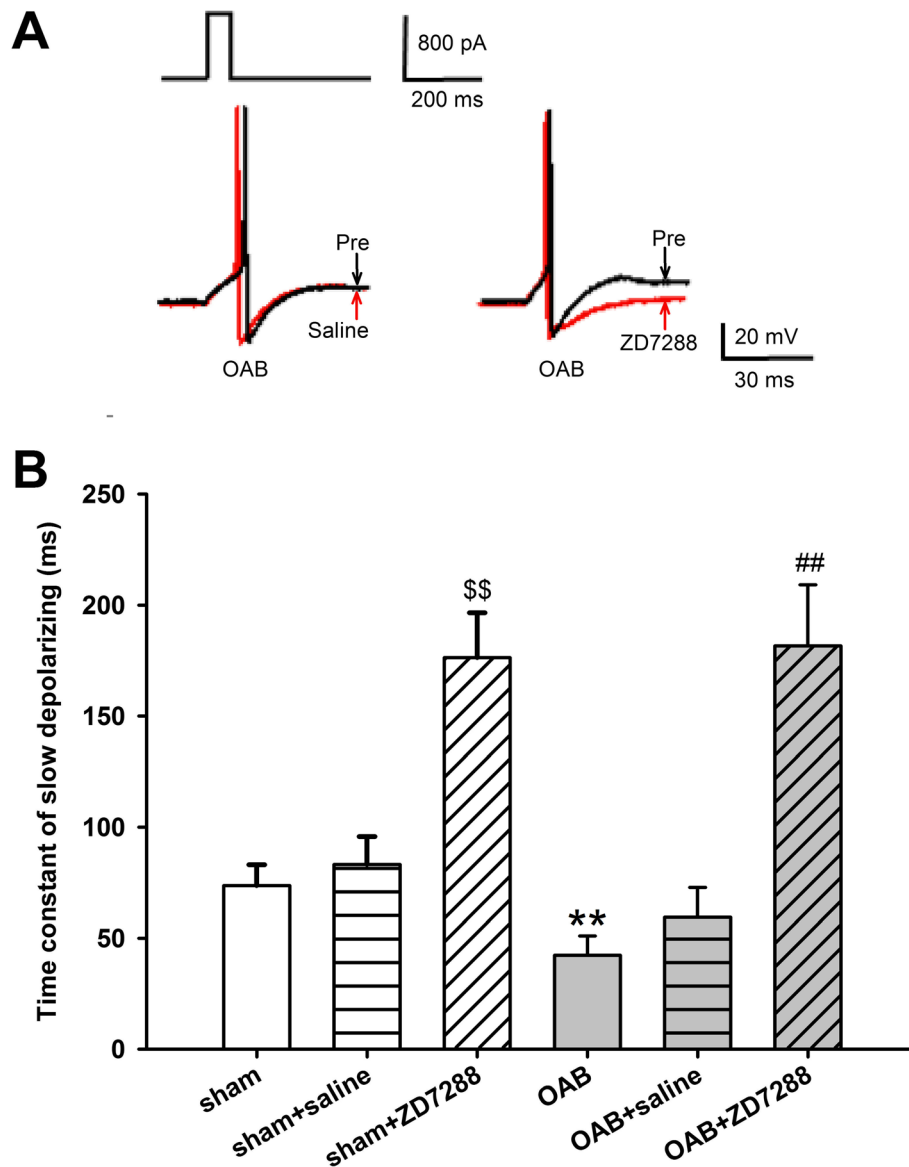 A
800 pA
200 ms
Pre
Saline
OAB
Pre
ZD7288
OAB
20 mV
30 ms
B
Time constant of slow depolarizing (ms)
250
200
150
100
50
0
$$
**
##
sham
sham+saline
sham+ZD7288
OAB
OAB+saline
OAB+ZD7288